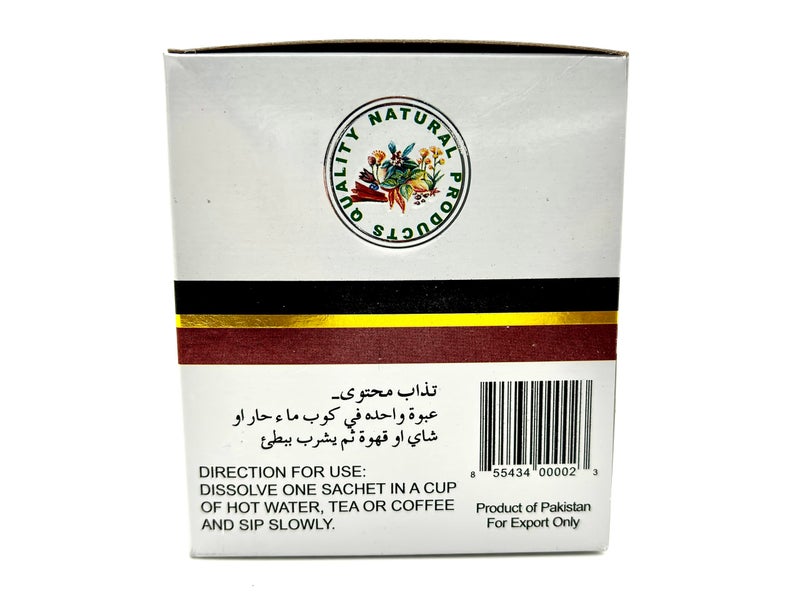 QUALITY NATURAL PRODUCTS
تذاب محتوىـ
عبوة واحده في كوب ماء حار او
شاي او قهوة ثم يشرب ببطئ
DIRECTION FOR USE:
DISSOLVE ONE SACHET IN A CUP
OF HOT WATER, TEA OR COFFEE
AND SIP SLOWLY.
8 55434 00002 3
Product of Pakistan
For Export Only